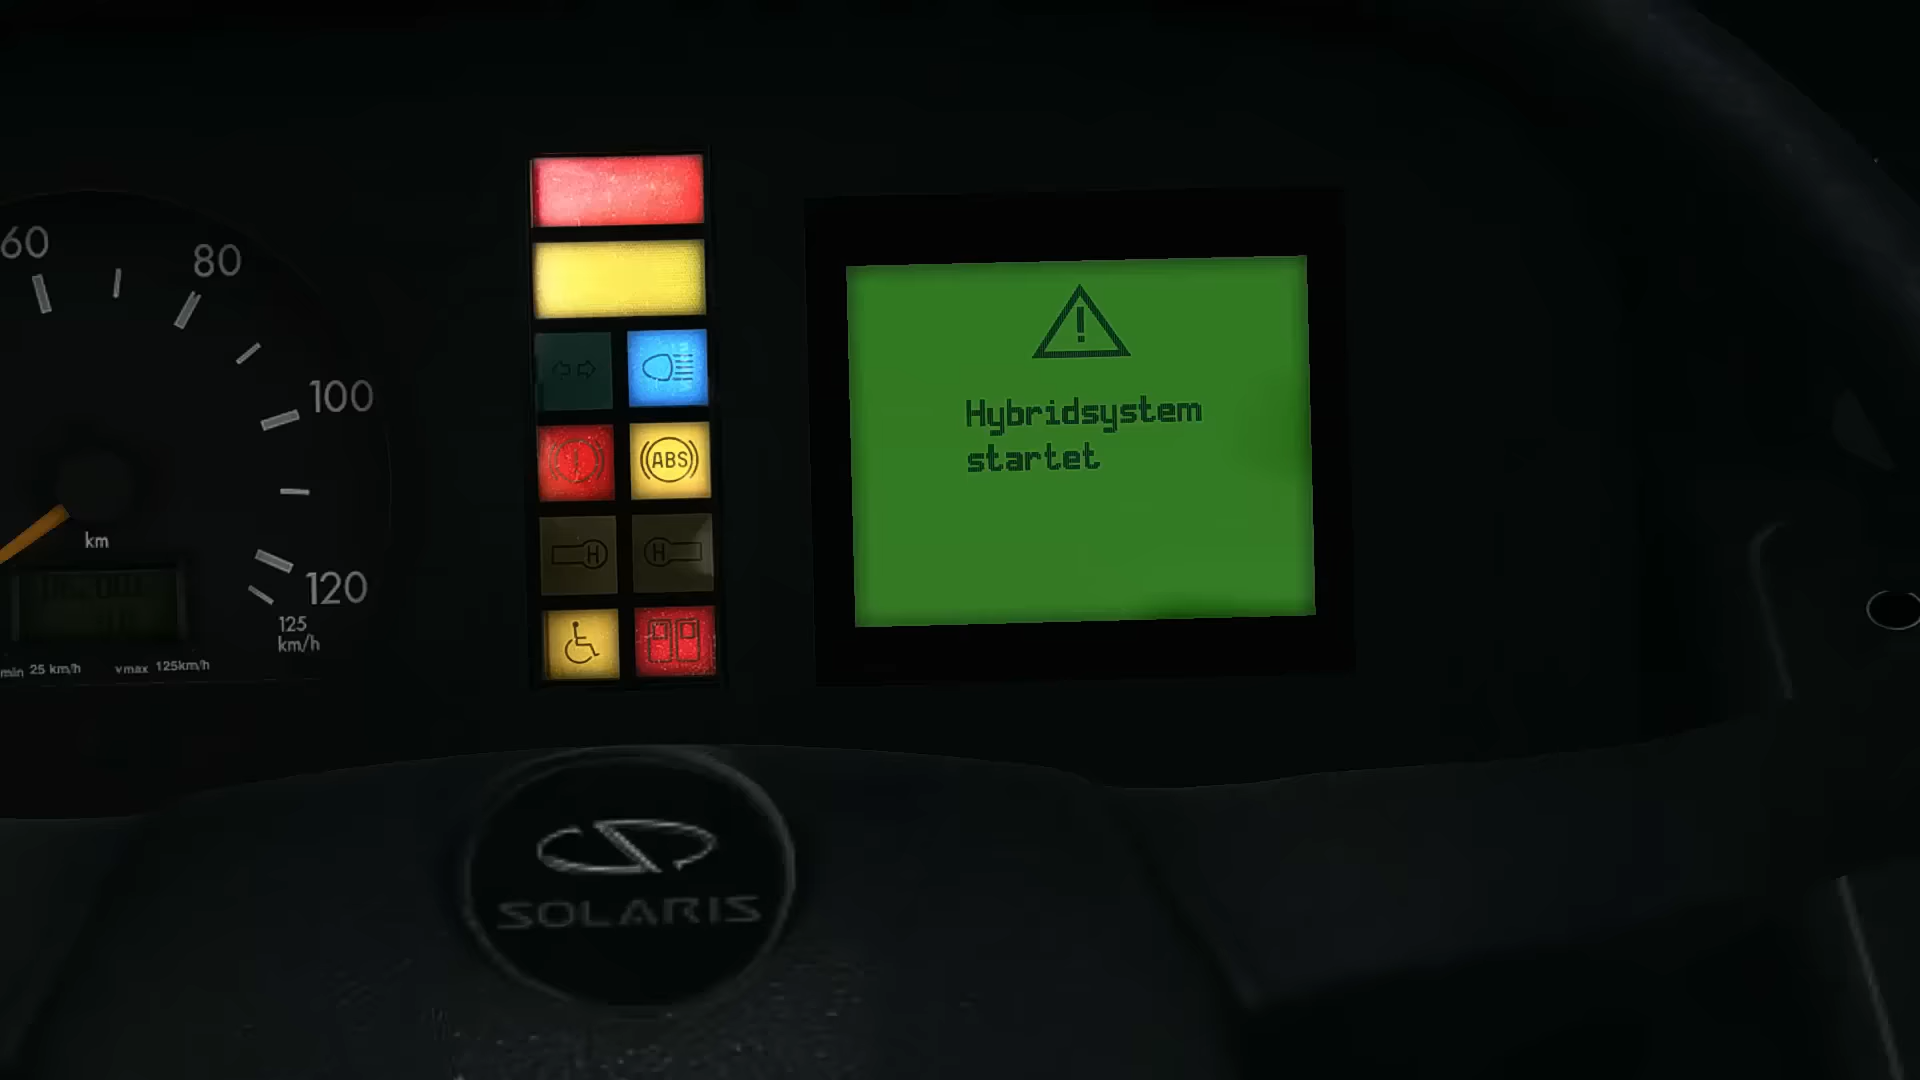 60
80
100
120
125
km/h
km
min 25 km/h vmax 125km/h
ABS
H
H
Hybridsystem
startet
SOLARIS